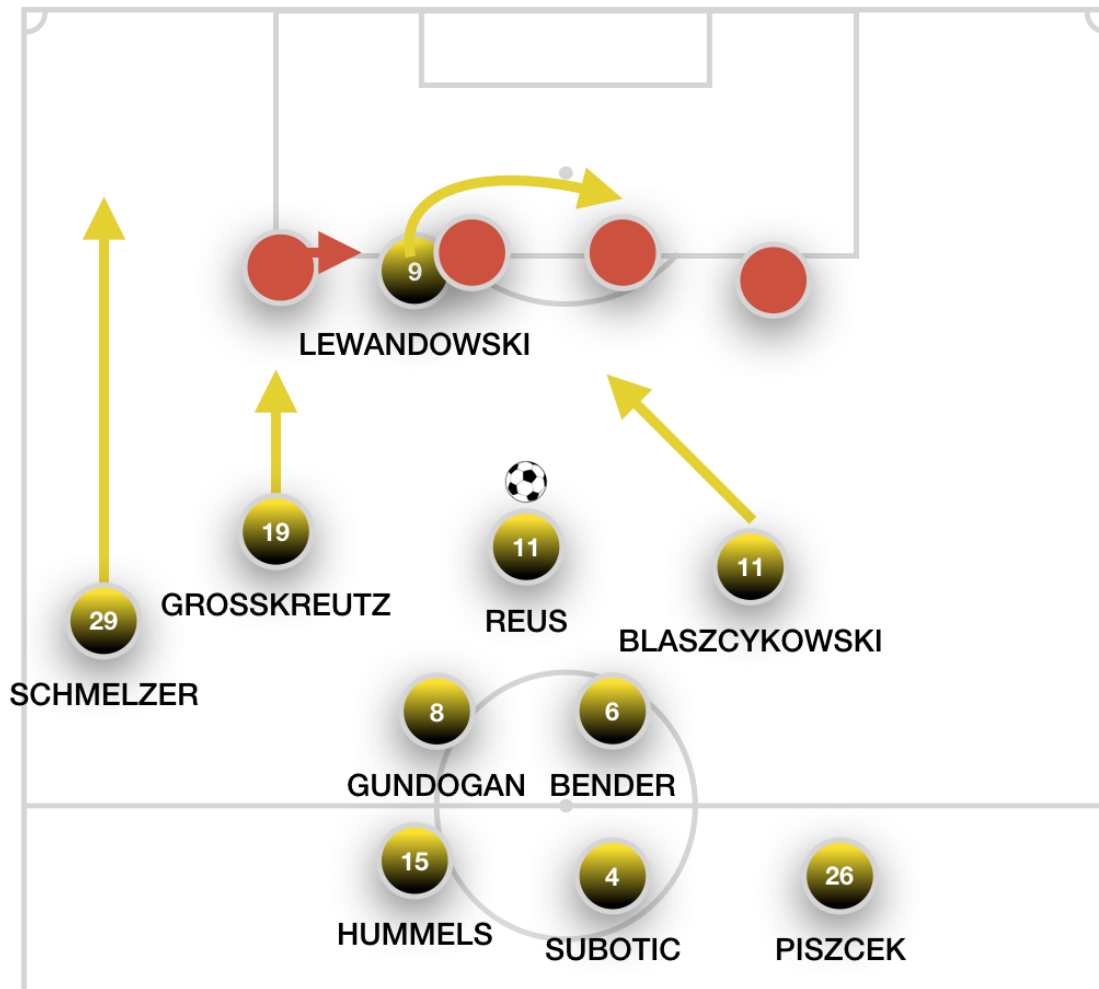 9
LEWANDOWSKI
19
GROSSKREUTZ
11
REUS
11
BLASZCYKOWSKI
29
SCHMELZER
8
GUNDOGAN
6
BENDER
15
HUMMELS
4
SUBOTIC
26
PISZCEK